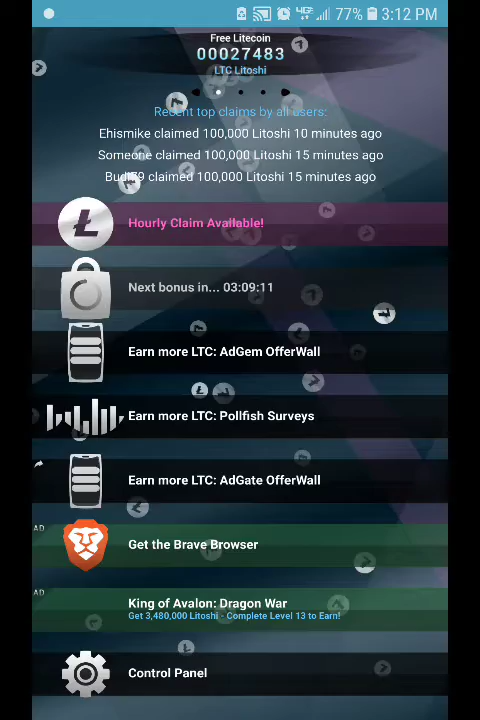 77% 3:12 PM
Free Litecoin
00027483
LTC Litoshi
Recent top claims by all users:
Ehismike claimed 100,000 Litoshi 10 minutes ago
Someone claimed 100,000 Litoshi 15 minutes ago
Budi79 claimed 100,000 Litoshi 15 minutes ago
Hourly Claim Available!
Next bonus in... 03:09:11
Earn more LTC: AdGem OfferWall
Earn more LTC: Pollfish Surveys
Earn more LTC: AdGate OfferWall
AD
Get the Brave Browser
AD
King of Avalon: Dragon War
Get 3,480,000 Litoshi - Complete Level 13 to Earn!
Control Panel